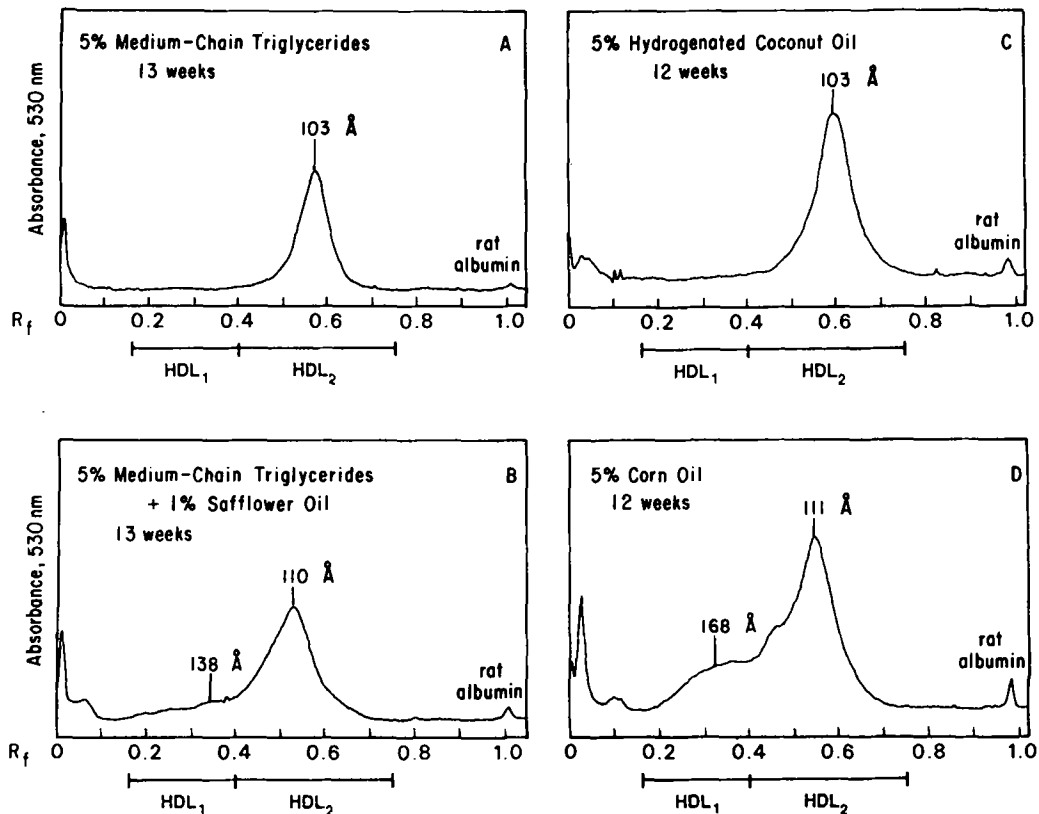 5% Medium-Chain Triglycerides
13 weeks
A
103 Å
rat
albumin
Absorbance, 530 nm
Rf 0 0.2 0.4 0.6 0.8 1.0
HDL1 HDL2
5% Hydrogenated Coconut Oil
12 weeks
C
103 Å
rat
albumin
0 0.2 0.4 0.6 0.8 1.0
HDL1 HDL2
5% Medium-Chain Triglycerides
+ 1% Safflower Oil
13 weeks
B
110 Å
138 Å
rat
albumin
Absorbance, 530 nm
Rf 0 0.2 0.4 0.6 0.8 1.0
HDL1 HDL2
5% Corn Oil
12 weeks
D
111 Å
168 Å
rat
albumin
0 0.2 0.4 0.6 0.8 1.0
HDL1 HDL2